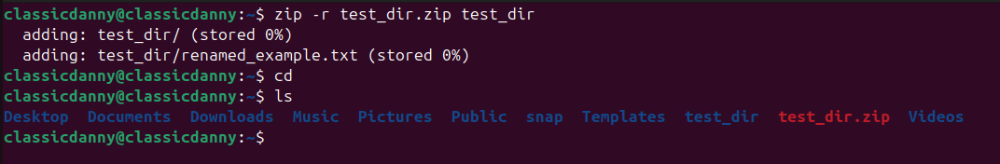 classicdanny@classicdanny:~$ zip -r test_dir.zip test_dir
  adding: test_dir/ (stored 0%)
  adding: test_dir/renamed_example.txt (stored 0%)
classicdanny@classicdanny:~$ cd
classicdanny@classicdanny:~$ ls
Desktop  Documents  Downloads  Music  Pictures  Public  snap  Templates  test_dir  test_dir.zip  Videos
classicdanny@classicdanny:~$